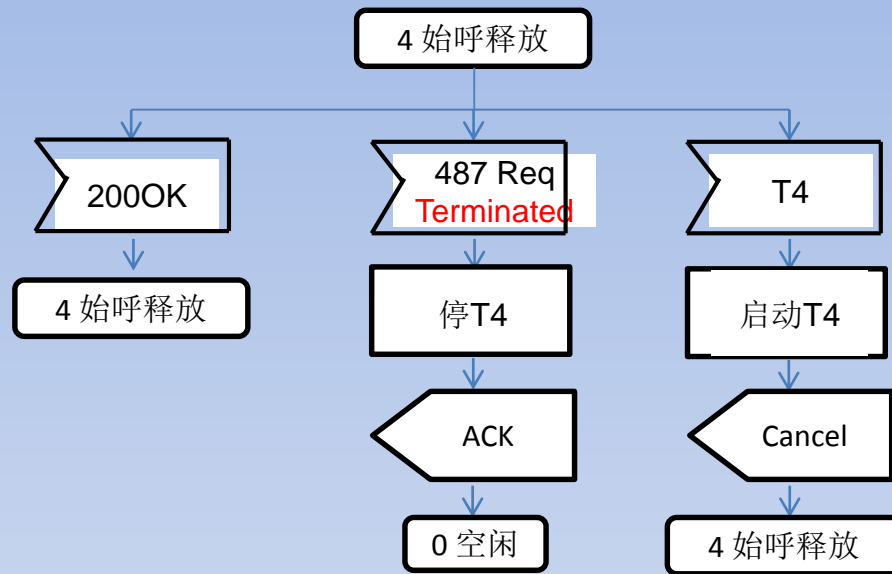 4 始呼释放
200OK
487 Req
Terminated
T4
4 始呼释放
停T4
启动T4
ACK
Cancel
0 空闲
4 始呼释放